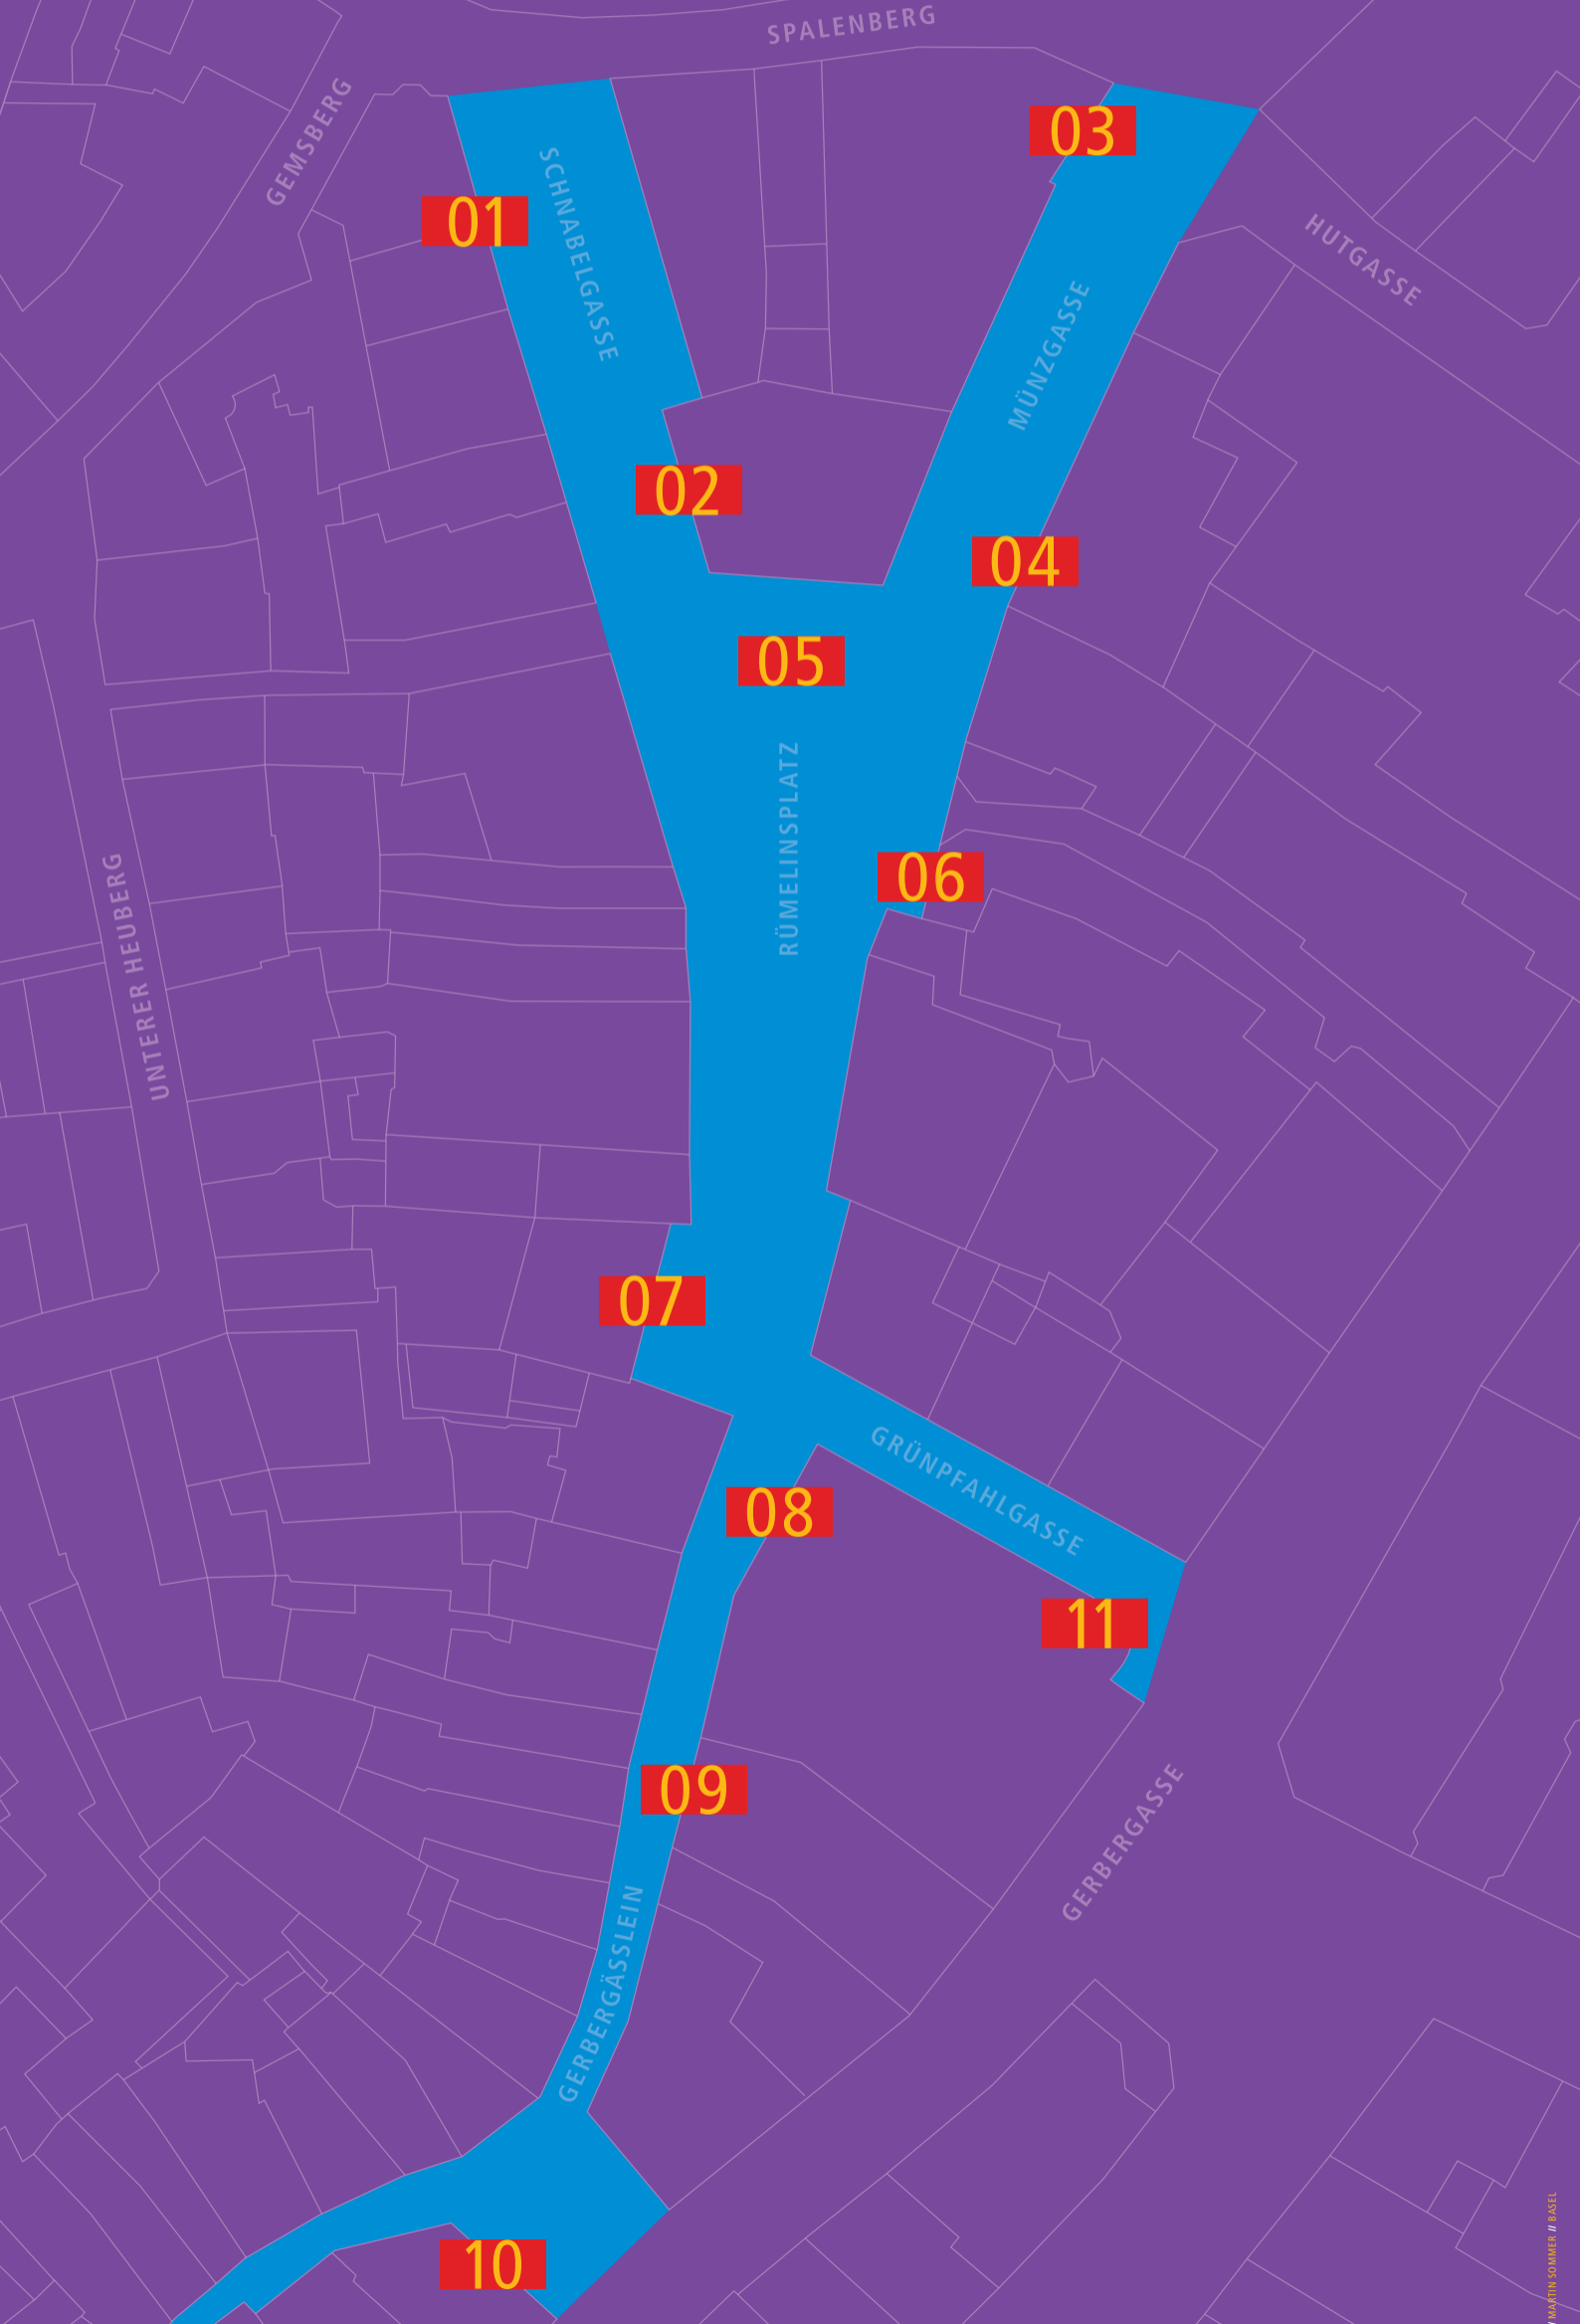 SPALENBERG
GEMSBERG
03
SCHNABELGASSE
01
HUTGASSE
MÜNZGASSE
02
04
05
RÜMELINSPLATZ
06
UNTERER HEUBERG
07
GRÜNPFAHLGASSE
08
11
09
GERBERGASSE
GERBERGÄSSLEIN
10
/ MARTIN SOMMER // BASEL